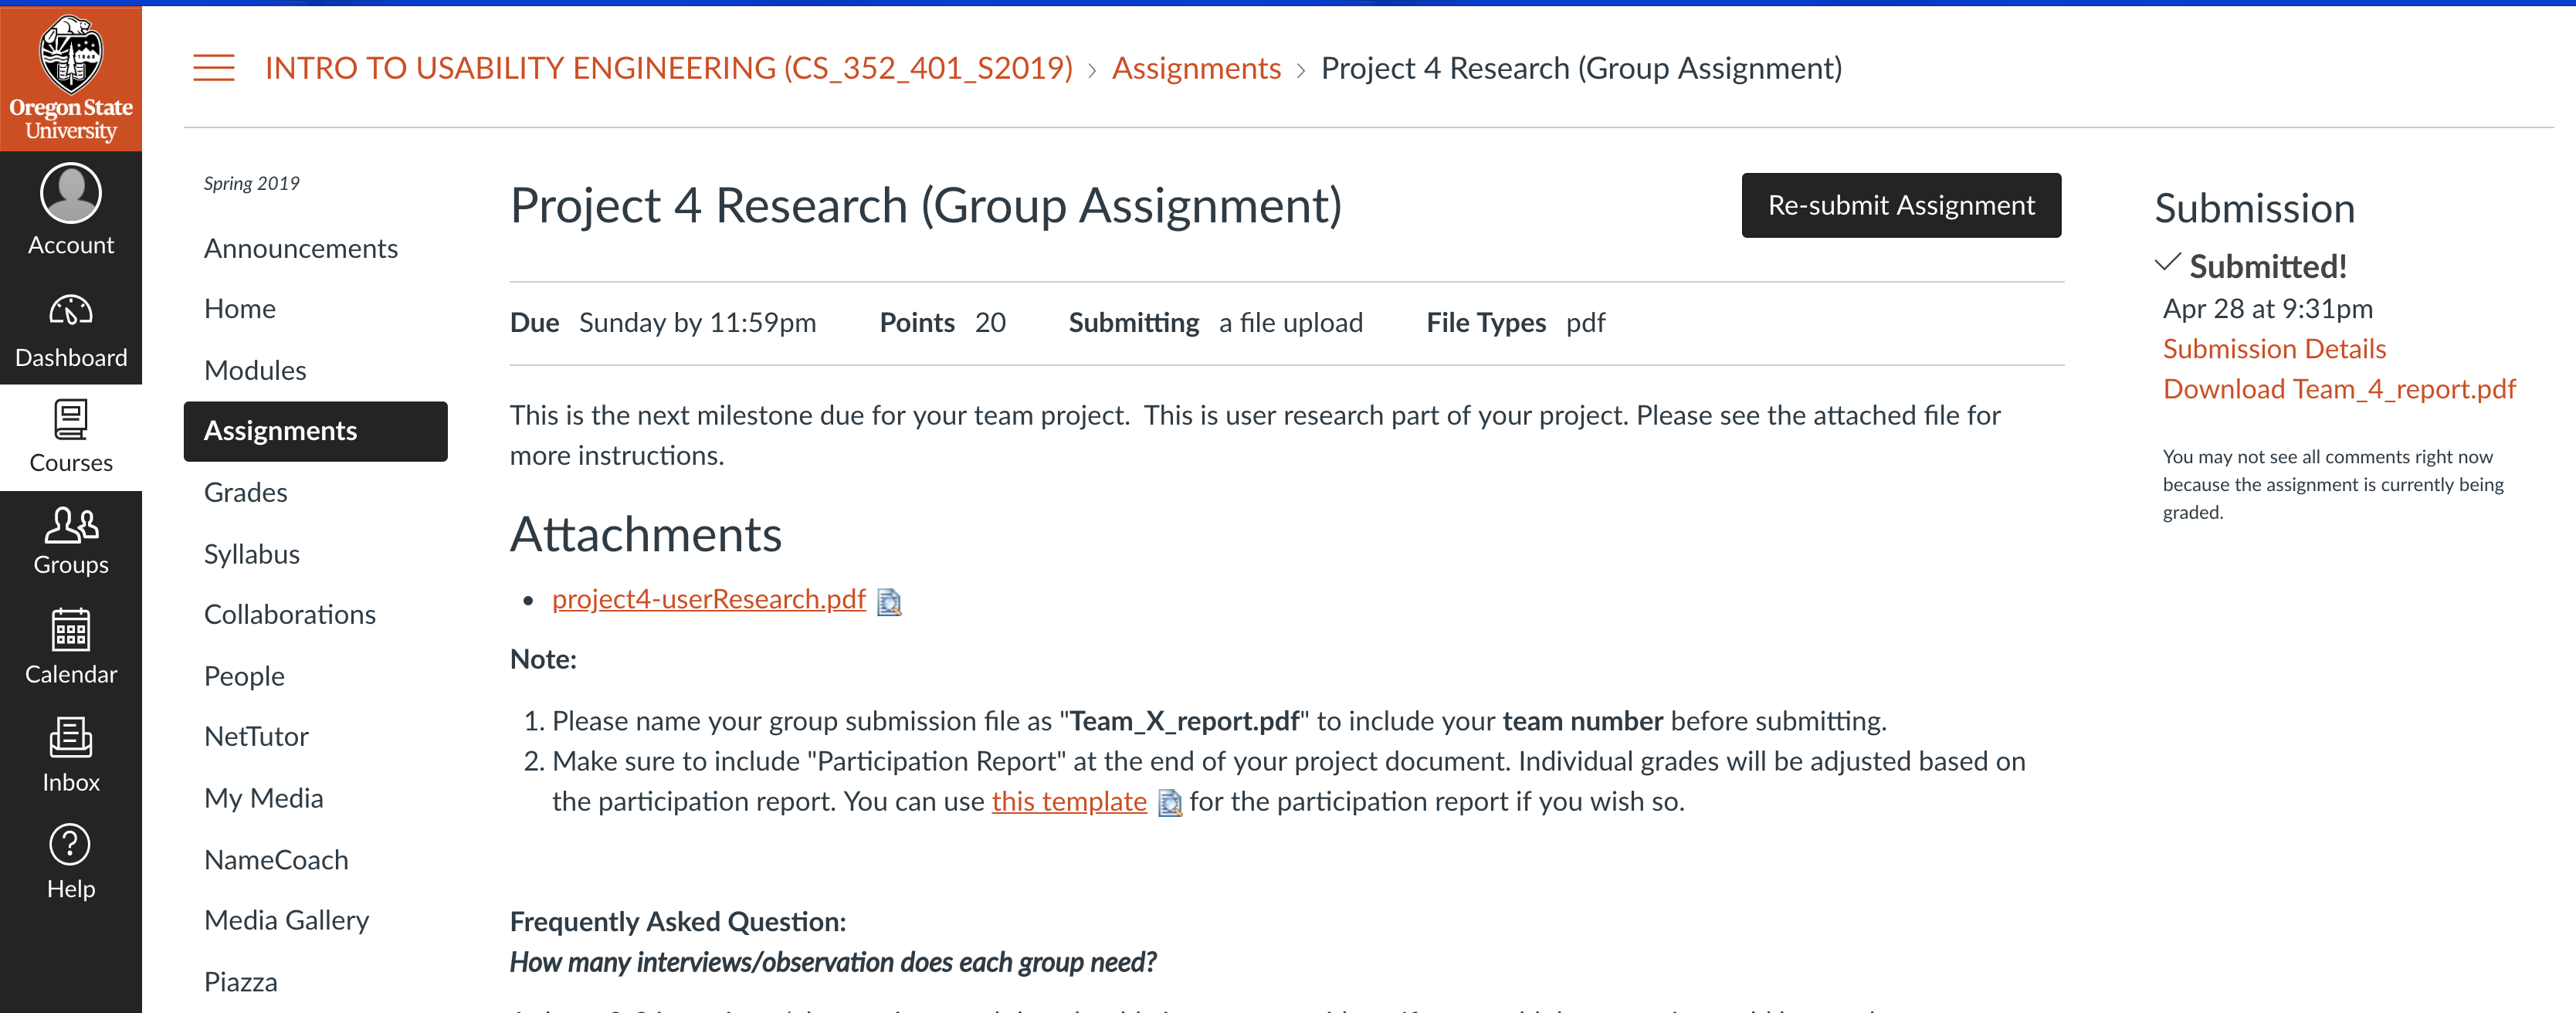 Oregon State
University
Account
Dashboard
Courses
Groups
Calendar
Inbox
Help
INTRO TO USABILITY ENGINEERING (CS_352_401_S2019) › Assignments › Project 4 Research (Group Assignment)
Spring 2019
Announcements
Home
Modules
Assignments
Grades
Syllabus
Collaborations
People
NetTutor
My Media
NameCoach
Media Gallery
Piazza
Project 4 Research (Group Assignment)
Re-submit Assignment
Due Sunday by 11:59pm Points 20 Submitting a file upload File Types pdf
This is the next milestone due for your team project. This is user research part of your project. Please see the attached file for
more instructions.
Attachments
• project4-userResearch.pdf
Note:
1. Please name your group submission file as "Team_X_report.pdf" to include your team number before submitting.
2. Make sure to include "Participation Report" at the end of your project document. Individual grades will be adjusted based on
the participation report. You can use this template for the participation report if you wish so.
Frequently Asked Question:
How many interviews/observation does each group need?
Submission
Submitted!
Apr 28 at 9:31pm
Submission Details
Download Team_4_report.pdf
You may not see all comments right now
because the assignment is currently being
graded.